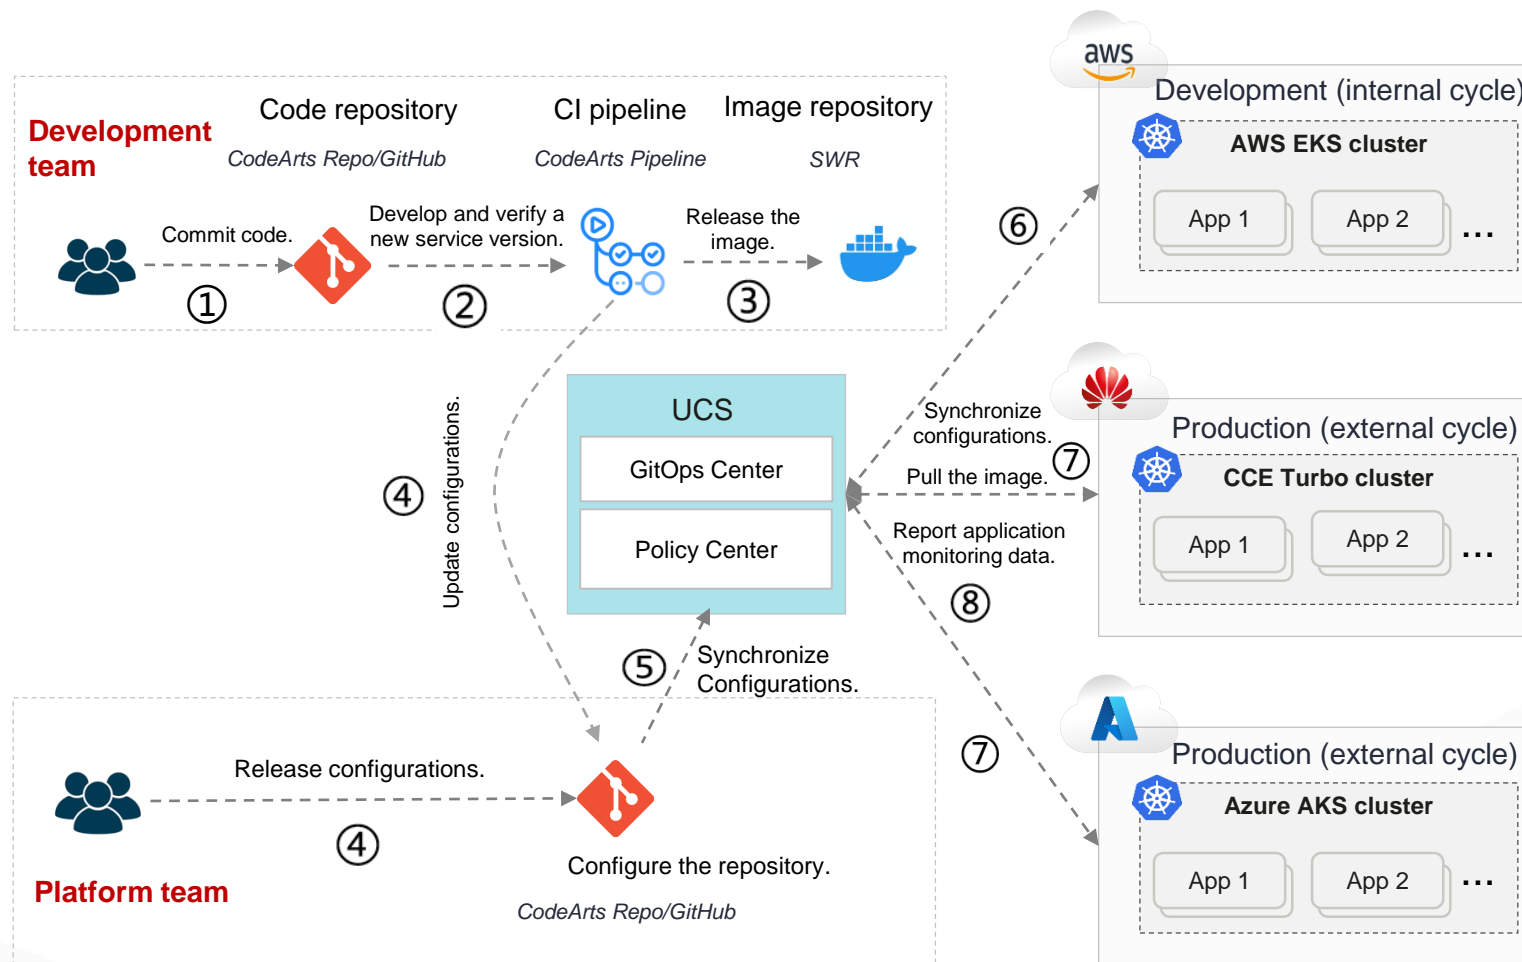 aws
Development (internal cycle)
AWS EKS cluster
App 1
App 2
...
Development
team
Code repository
CI pipeline
Image repository
CodeArts Repo/GitHub
CodeArts Pipeline
SWR
Commit code.
Develop and verify a
new service version.
Release the
image.
①
②
③
⑥
UCS
GitOps Center
Policy Center
④
Update configurations.
Synchronize
configurations.
⑦
Pull the image.
Report application
monitoring data.
⑧
Production (external cycle)
CCE Turbo cluster
App 1
App 2
...
⑤
Synchronize
Configurations.
⑦
Production (external cycle)
Azure AKS cluster
App 1
App 2
...
Release configurations.
④
Configure the repository.
Platform team
CodeArts Repo/GitHub